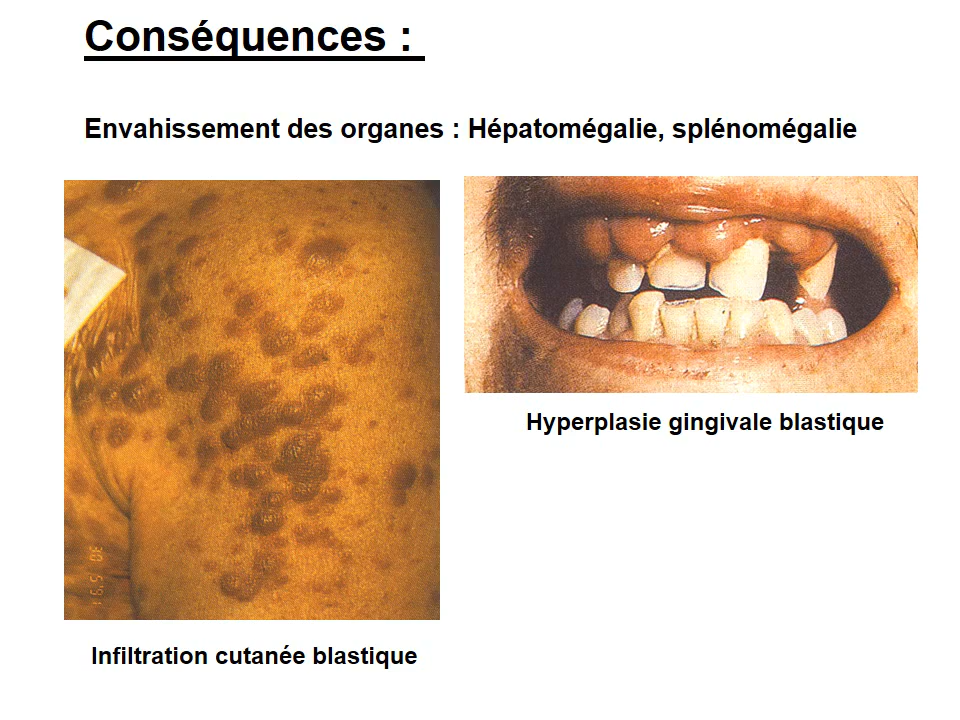 Conséquences :
Envahissement des organes : Hépatomégalie, splénomégalie
Hyperplasie gingivale blastique
Infiltration cutanée blastique